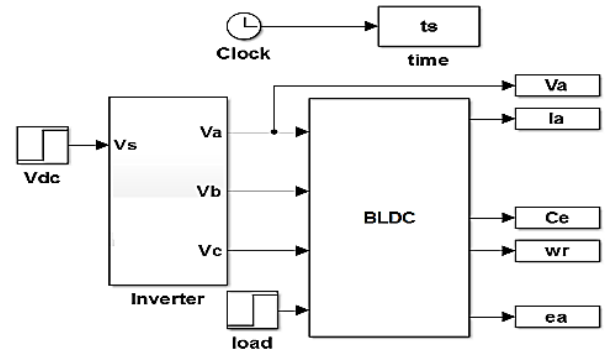 ts
Clock
time
Va
Ia
Vs
Va
Vdc
Vb
BLDC
Ce
Vc
wr
Inverter
ea
load